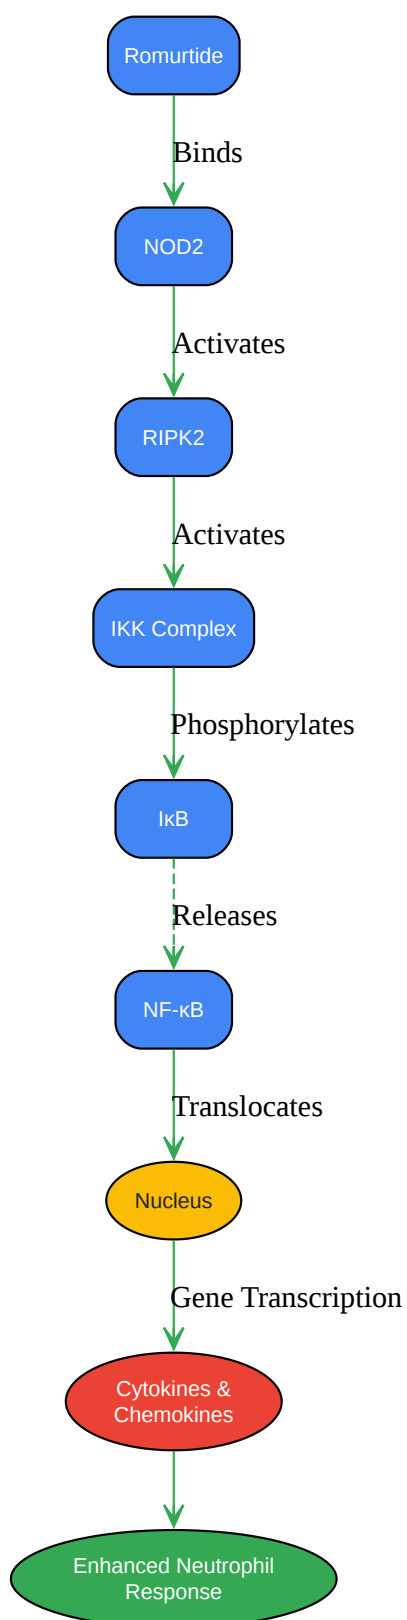 Romurtide
Binds
NOD2
Activates
RIPK2
Activates
IKK Complex
Phosphorylates
IκB
Releases
NF-κB
Translocates
Nucleus
Gene Transcription
Cytokines &
Chemokines
Enhanced Neutrophil
Response